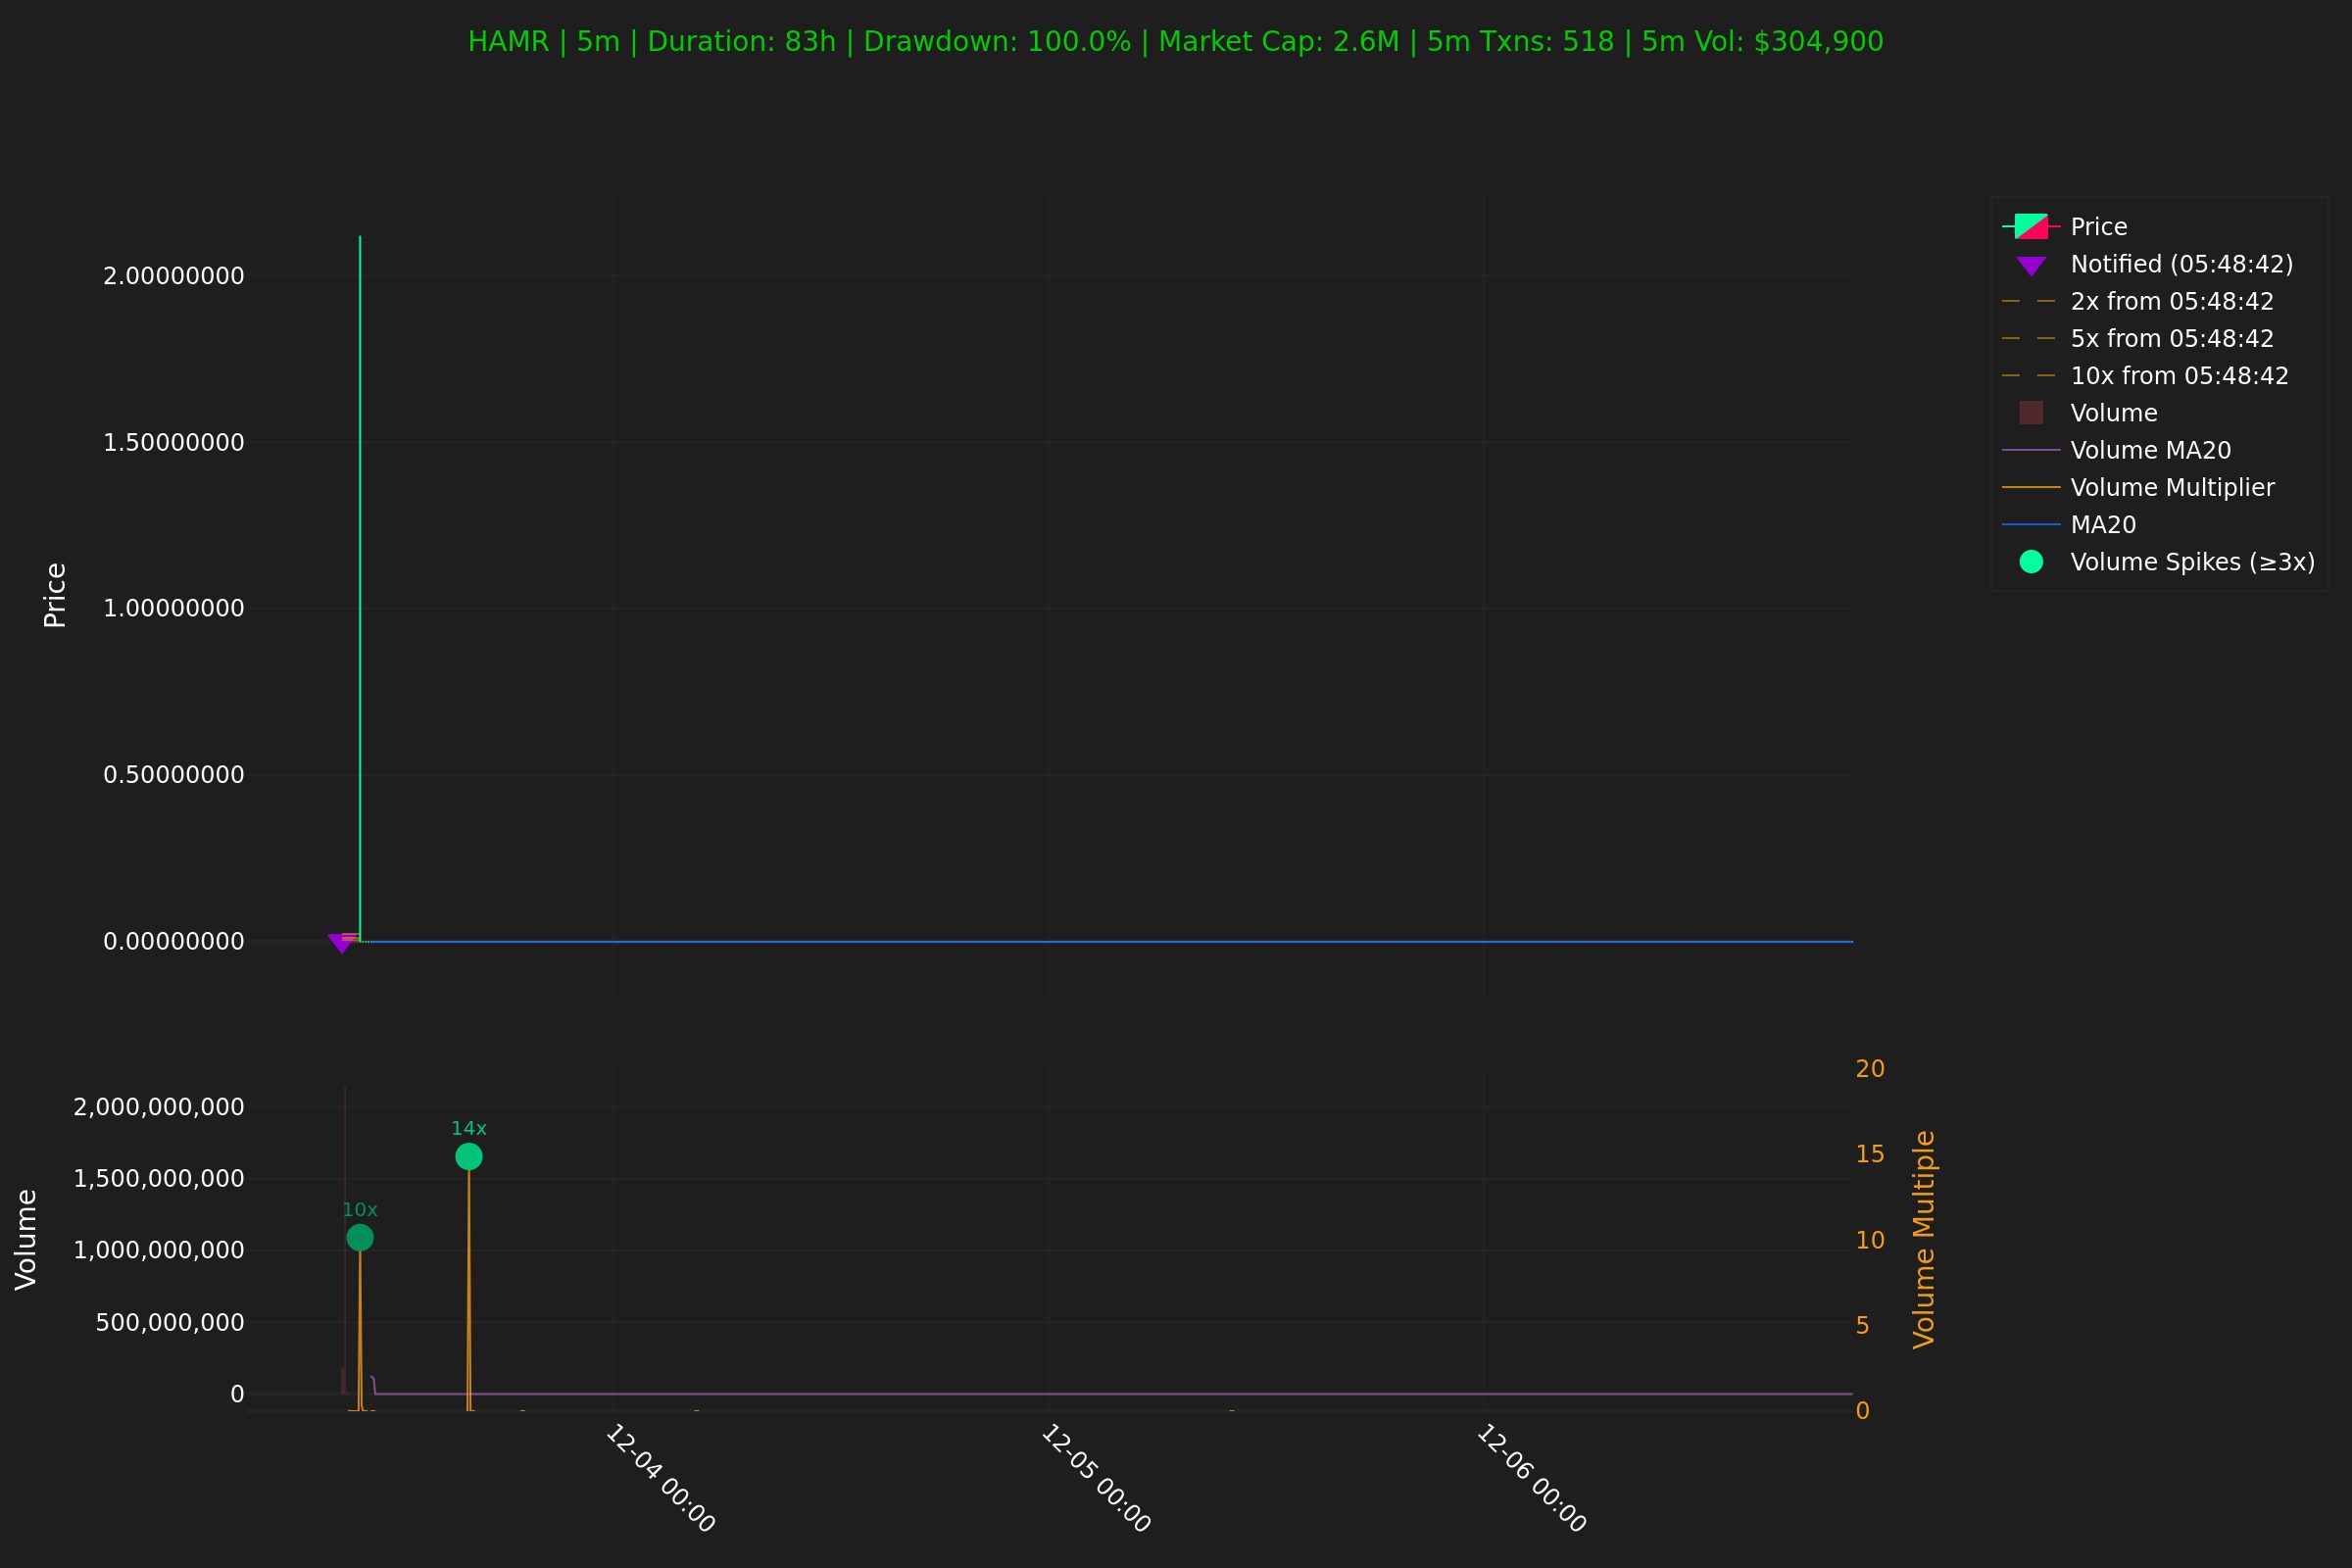 HAMR | 5m | Duration: 83h | Drawdown: 100.0% | Market Cap: 2.6M | 5m Txns: 518 | 5m Vol: $304,900
Price
2.00000000
1.50000000
1.00000000
0.50000000
0.00000000
Price
Notified (05:48:42)
2x from 05:48:42
5x from 05:48:42
10x from 05:48:42
Volume
Volume MA20
Volume Multiplier
MA20
Volume Spikes (≥3x)
Volume
2,000,000,000
1,500,000,000
1,000,000,000
500,000,000
0
10x
14x
20
15
10
5
0
Volume Multiple
12-04 00:00
12-05 00:00
12-06 00:00